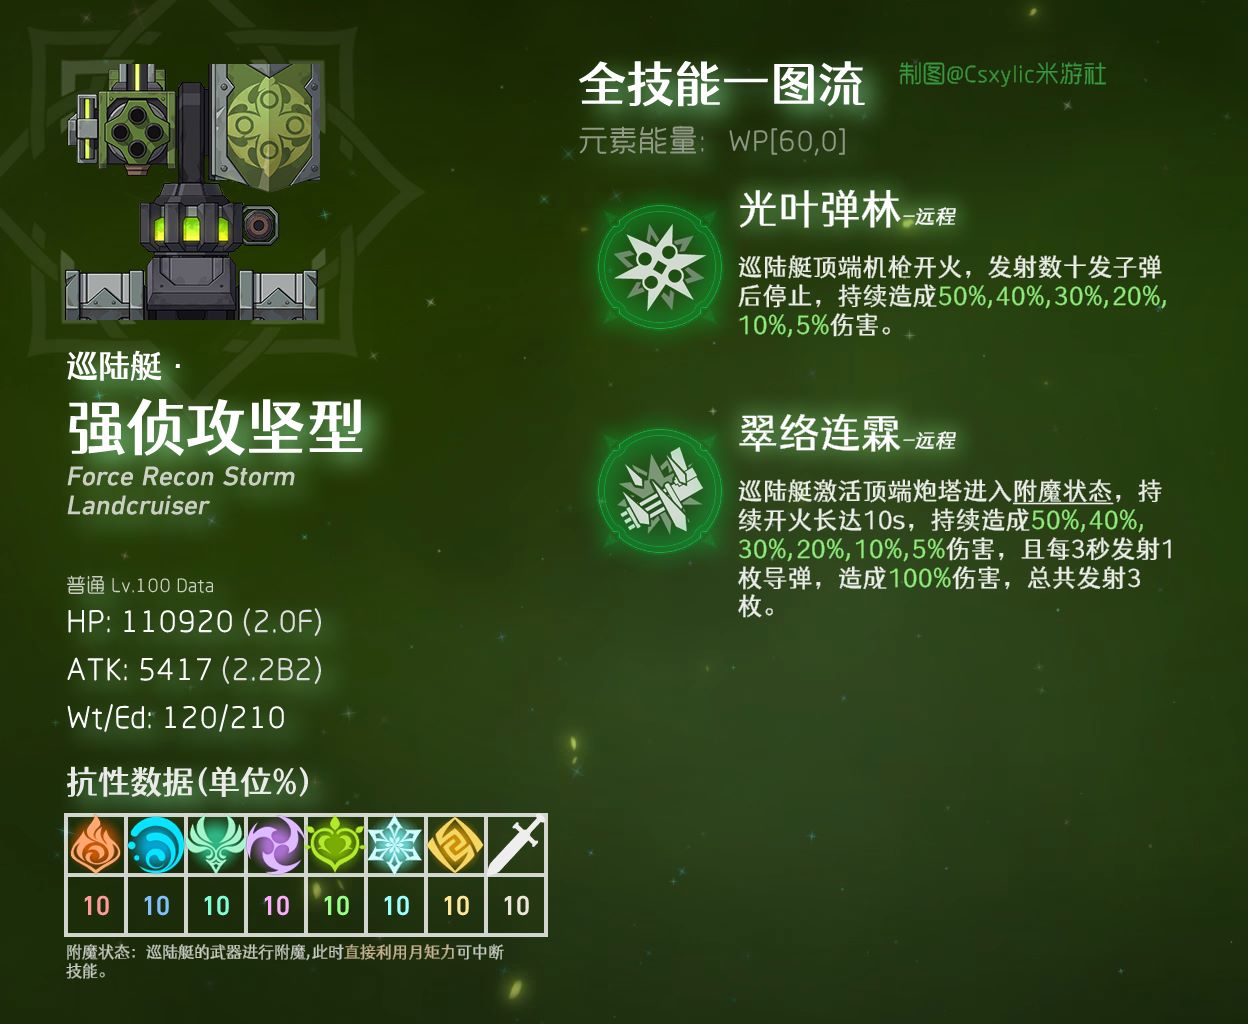 全技能一图流
制图@Csxylic米游社
元素能量： WP[60,0]
光叶弹林-远程
巡陆艇顶端机枪开火，发射数十发子弹
后停止，持续造成50%,40%,30%,20%,
10%,5%伤害。
巡陆艇·
强侦攻坚型
Force Recon Storm
Landcruiser
翠络连霖-远程
巡陆艇激活顶端炮塔进入附魔状态，持
续开火长达10s，持续造成50%,40%,
30%,20%,10%,5%伤害，且每3秒发射1
枚导弹，造成100%伤害，总共发射3
枚。
普通 Lv.100 Data
HP: 110920 (2.0F)
ATK: 5417 (2.2B2)
Wt/Ed: 120/210
抗性数据(单位%)
10 10 10 10 10 10 10 10
附魔状态：巡陆艇的武器进行附魔,此时直接利用月矩力可中断
技能。